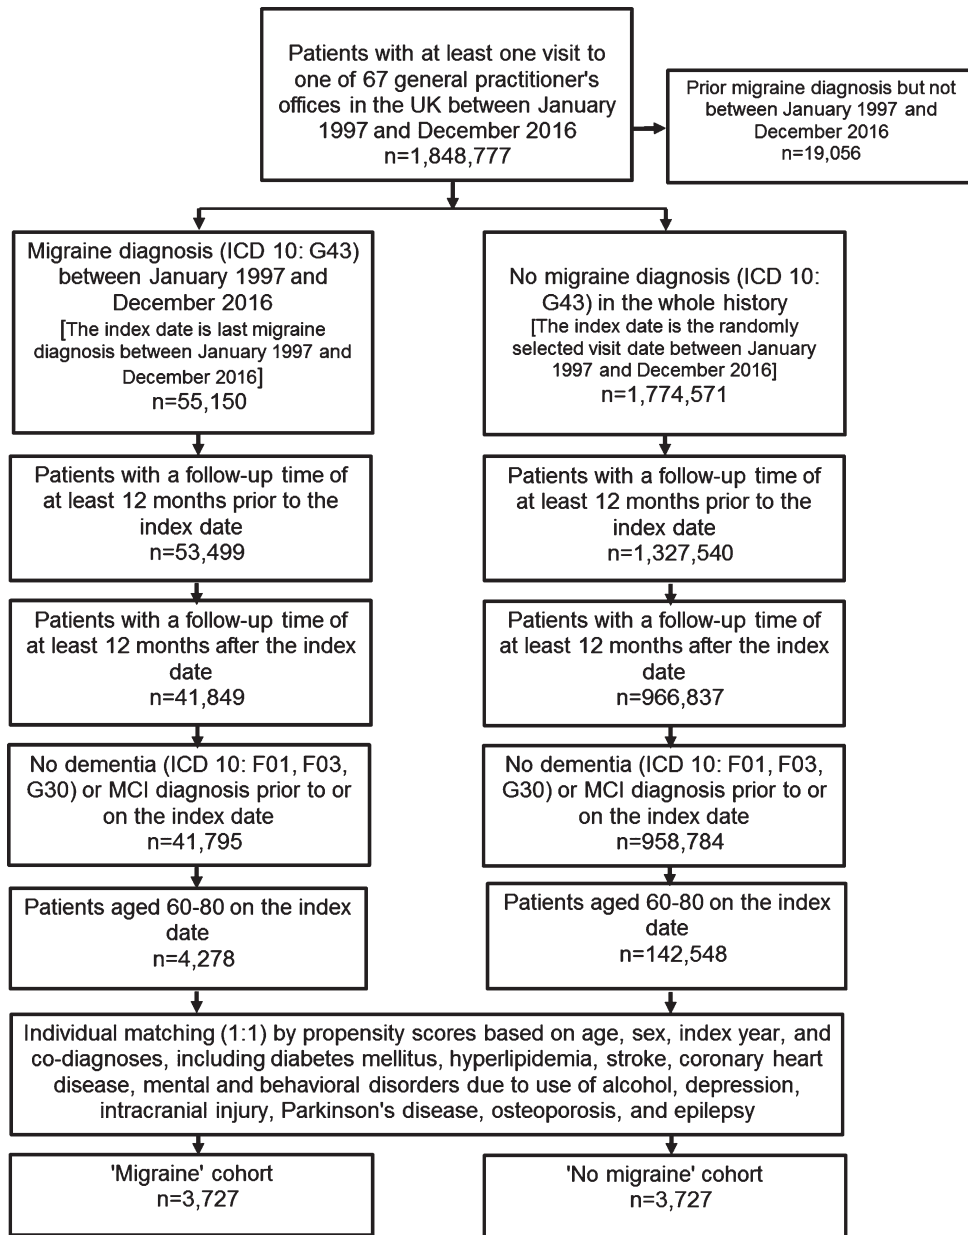 Patients with at least one visit to
one of 67 general practitioner's
offices in the UK between January
1997 and December 2016
n=1,848,777
Prior migraine diagnosis but not
between January 1997 and
December 2016
n=19,056
Migraine diagnosis (ICD 10: G43)
between January 1997 and
December 2016
[The index date is last migraine
diagnosis between January 1997 and
December 2016]
n=55,150
No migraine diagnosis (ICD 10:
G43) in the whole history
[The index date is the randomly
selected visit date between January
1997 and December 2016]
n=1,774,571
Patients with a follow-up time of
at least 12 months prior to the
index date
n=53,499
Patients with a follow-up time of
at least 12 months prior to the
index date
n=1,327,540
Patients with a follow-up time of
at least 12 months after the index
date
n=41,849
Patients with a follow-up time of
at least 12 months after the index
date
n=966,837
No dementia (ICD 10: F01, F03,
G30) or MCI diagnosis prior to or
on the index date
n=41,795
No dementia (ICD 10: F01, F03,
G30) or MCI diagnosis prior to or
on the index date
n=958,784
Patients aged 60-80 on the index
date
n=4,278
Patients aged 60-80 on the index
date
n=142,548
Individual matching (1:1) by propensity scores based on age, sex, index year, and
co-diagnoses, including diabetes mellitus, hyperlipidemia, stroke, coronary heart
disease, mental and behavioral disorders due to use of alcohol, depression,
intracranial injury, Parkinson's disease, osteoporosis, and epilepsy
'Migraine' cohort
n=3,727
'No migraine' cohort
n=3,727